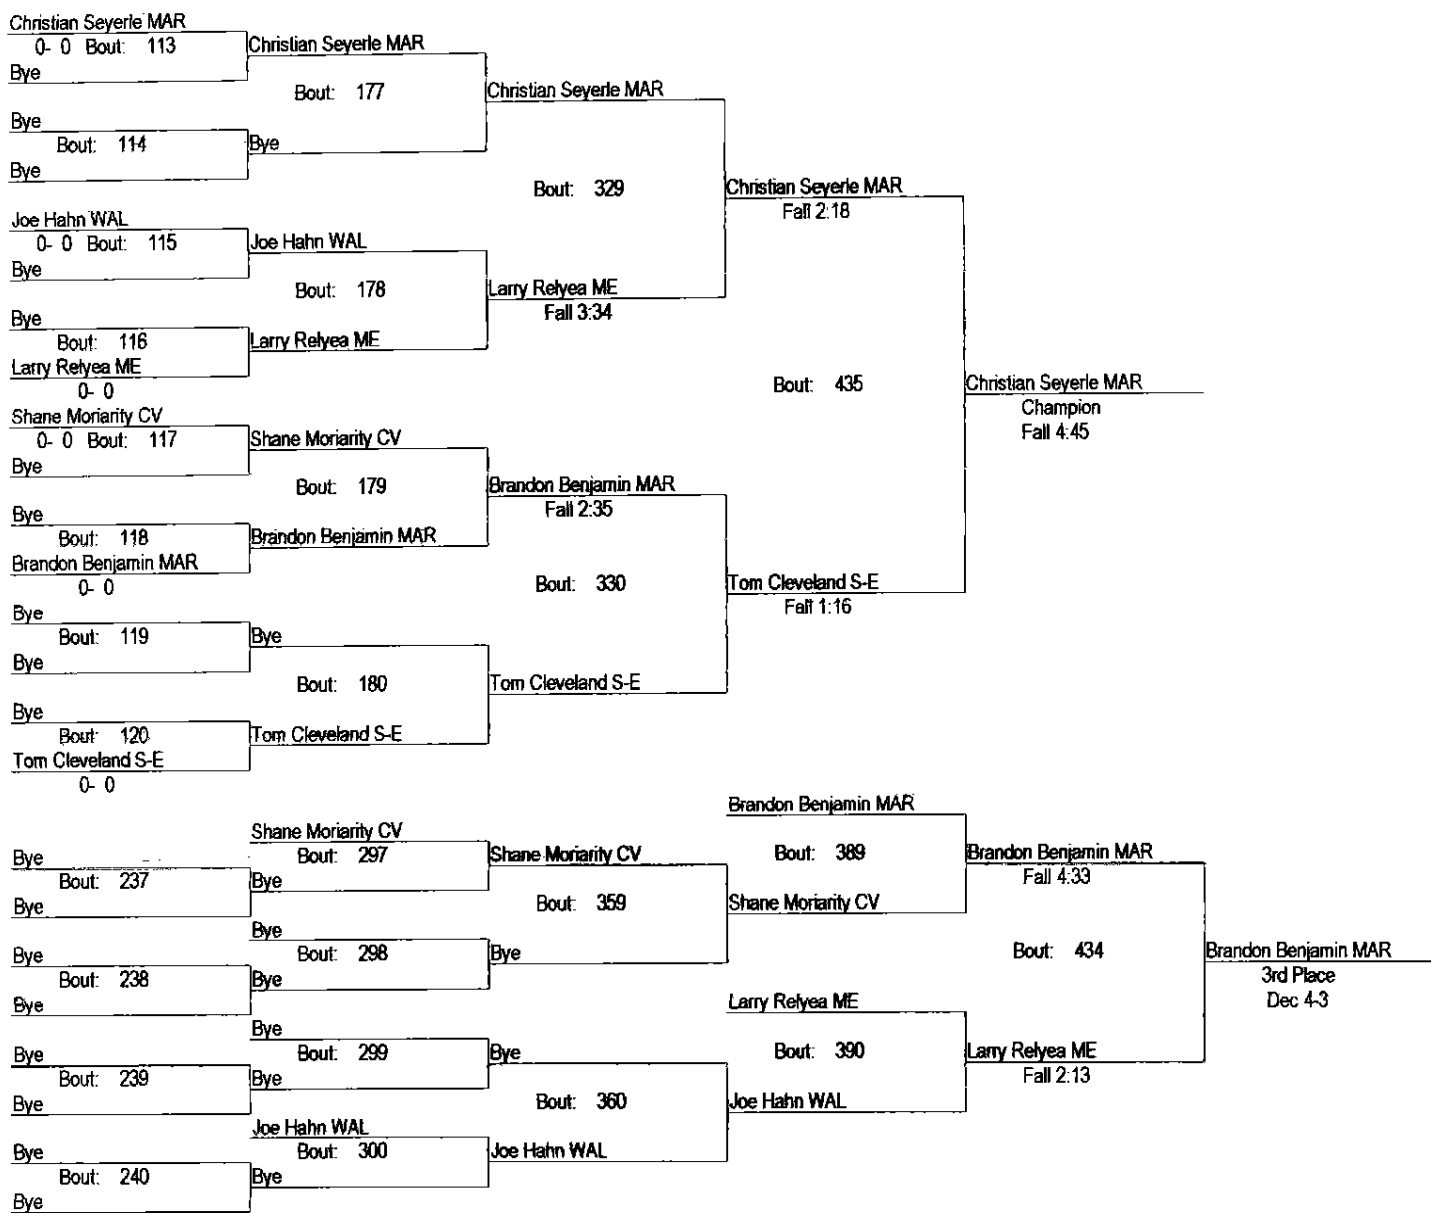 Christian Seyerle MAR
0- 0 Bout: 113
Bye
Christian Seyerle MAR
Bout: 177
Bye
Bout: 114
Bye
Bye
Christian Seyerle MAR
Bout: 329
Joe Hahn WAL
0- 0 Bout: 115
Bye
Joe Hahn WAL
Bout: 178
Bye
Bout: 116
Larry Relyea ME
0- 0
Larry Relyea ME
Larry Relyea ME
Fall 3:34
Christian Seyerle MAR
Fall 2:18
Bout: 435
Shane Moriarity CV
0- 0 Bout: 117
Bye
Shane Moriarity CV
Bout: 179
Bye
Bout: 118
Brandon Benjamin MAR
0- 0
Brandon Benjamin MAR
Brandon Benjamin MAR
Fall 2:35
Bout: 330
Bye
Bout: 119
Bye
Bye
Bout: 180
Bye
Bout: 120
Tom Cleveland S-E
0- 0
Tom Cleveland S-E
Tom Cleveland S-E
Tom Cleveland S-E
Fall 1:16
Christian Seyerle MAR
Champion
Fall 4:45
Bye
Bout: 237
Bye
Shane Moriarity CV
Bout: 297
Bye
Shane Moriarity CV
Bout: 359
Bye
Bout: 238
Bye
Bye
Bout: 298
Bye
Bye
Brandon Benjamin MAR
Bout: 389
Shane Moriarity CV
Brandon Benjamin MAR
Fall 4:33
Bout: 434
Bye
Bout: 239
Bye
Bye
Bout: 299
Bye
Bye
Bout: 360
Bye
Bout: 240
Bye
Joe Hahn WAL
Bout: 300
Bye
Joe Hahn WAL
Larry Relyea ME
Bout: 390
Joe Hahn WAL
Larry Relyea ME
Fall 2:13
Brandon Benjamin MAR
3rd Place
Dec 4-3